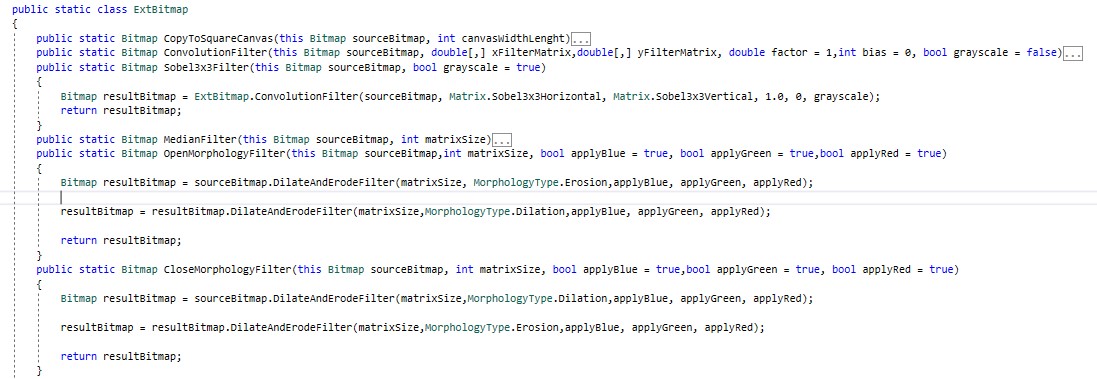 public static class ExtBitmap
{
public static Bitmap CopyToSquareCanvas(this Bitmap sourceBitmap, int canvasWidthLenght)...
public static Bitmap ConvolutionFilter(this Bitmap sourceBitmap, double[,] xFilterMatrix,double[,] yFilterMatrix, double factor = 1,int bias = 0, bool grayscale = false)...
public static Bitmap Sobel3x3Filter(this Bitmap sourceBitmap, bool grayscale = true)
{
Bitmap resultBitmap = ExtBitmap.ConvolutionFilter(sourceBitmap, Matrix.Sobel3x3Horizontal, Matrix.Sobel3x3Vertical, 1.0, 0, grayscale);
return resultBitmap;
}
public static Bitmap MedianFilter(this Bitmap sourceBitmap, int matrixSize)...
public static Bitmap OpenMorphologyFilter(this Bitmap sourceBitmap,int matrixSize, bool applyBlue = true, bool applyGreen = true,bool applyRed = true)
{
Bitmap resultBitmap = sourceBitmap.DilateAndErodeFilter(matrixSize, MorphologyType.Erosion,applyBlue, applyGreen, applyRed);
resultBitmap = resultBitmap.DilateAndErodeFilter(matrixSize,MorphologyType.Dilation,applyBlue, applyGreen, applyRed);
return resultBitmap;
}
public static Bitmap CloseMorphologyFilter(this Bitmap sourceBitmap, int matrixSize, bool applyBlue = true,bool applyGreen = true, bool applyRed = true)
{
Bitmap resultBitmap = sourceBitmap.DilateAndErodeFilter(matrixSize,MorphologyType.Dilation,applyBlue, applyGreen, applyRed);
resultBitmap = resultBitmap.DilateAndErodeFilter(matrixSize,MorphologyType.Erosion,applyBlue, applyGreen, applyRed);
return resultBitmap;
}